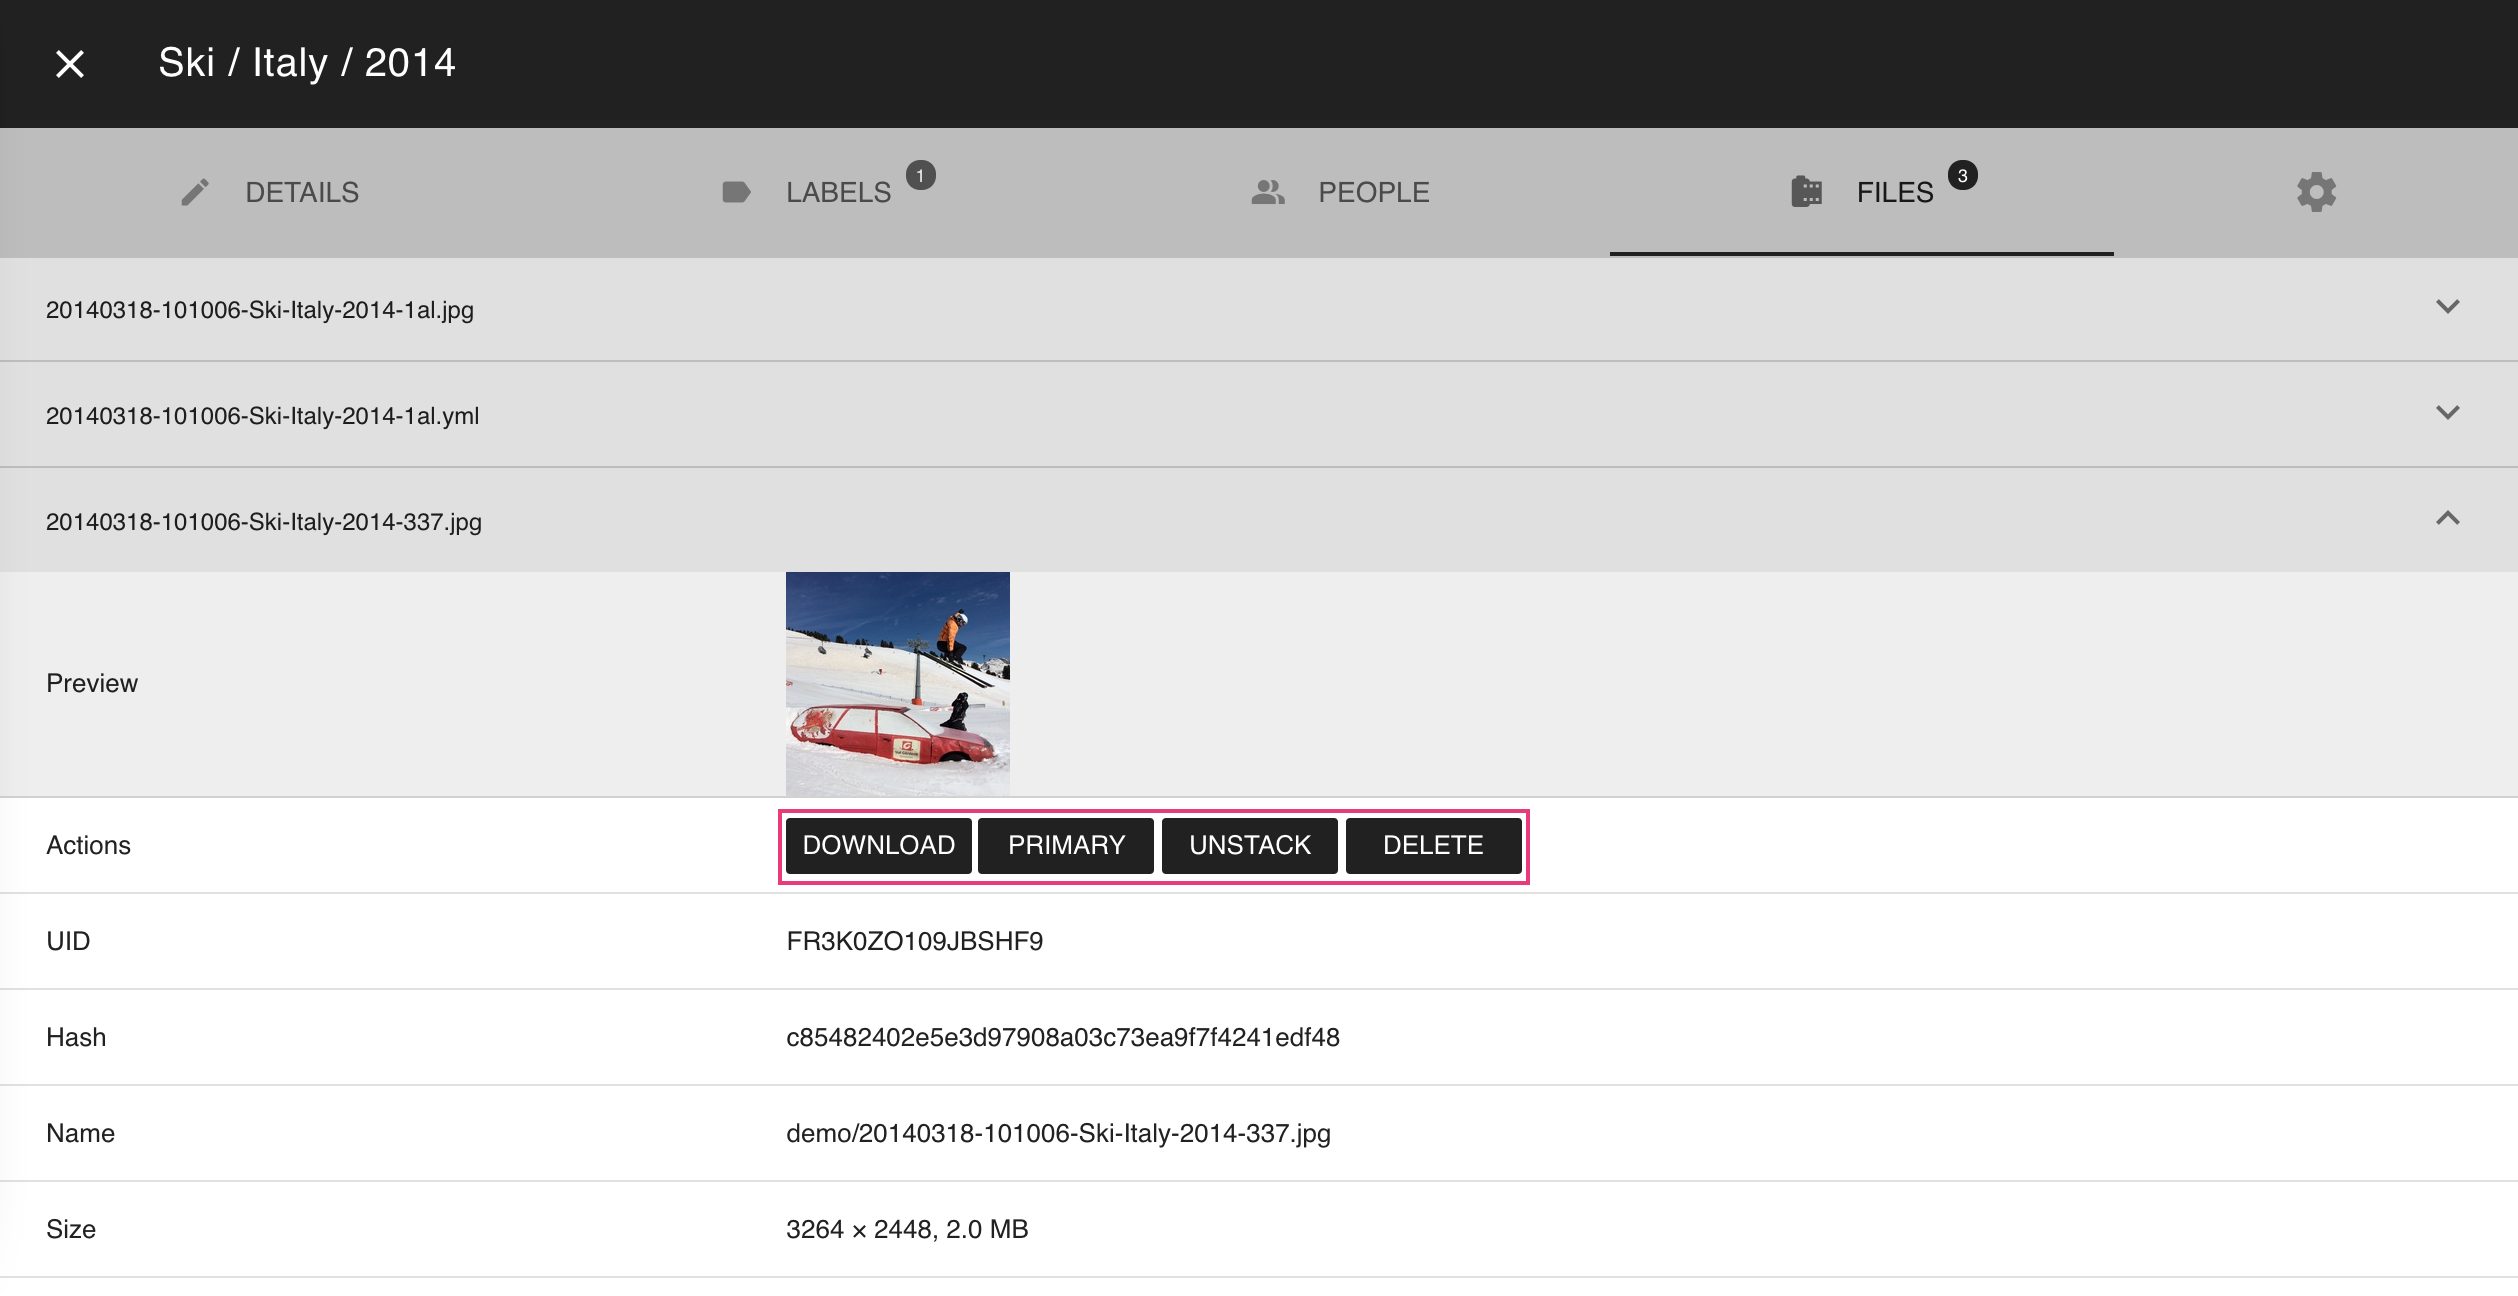 Ski / Italy / 2014
DETAILS
LABELS
1
PEOPLE
FILES
3
20140318-101006-Ski-Italy-2014-1al.jpg
20140318-101006-Ski-Italy-2014-1al.yml
20140318-101006-Ski-Italy-2014-337.jpg
Preview
Actions
DOWNLOAD
PRIMARY
UNSTACK
DELETE
UID
FR3K0ZO109JBSHF9
Hash
c85482402e5e3d97908a03c73ea9f7f4241edf48
Name
demo/20140318-101006-Ski-Italy-2014-337.jpg
Size
3264 × 2448, 2.0 MB